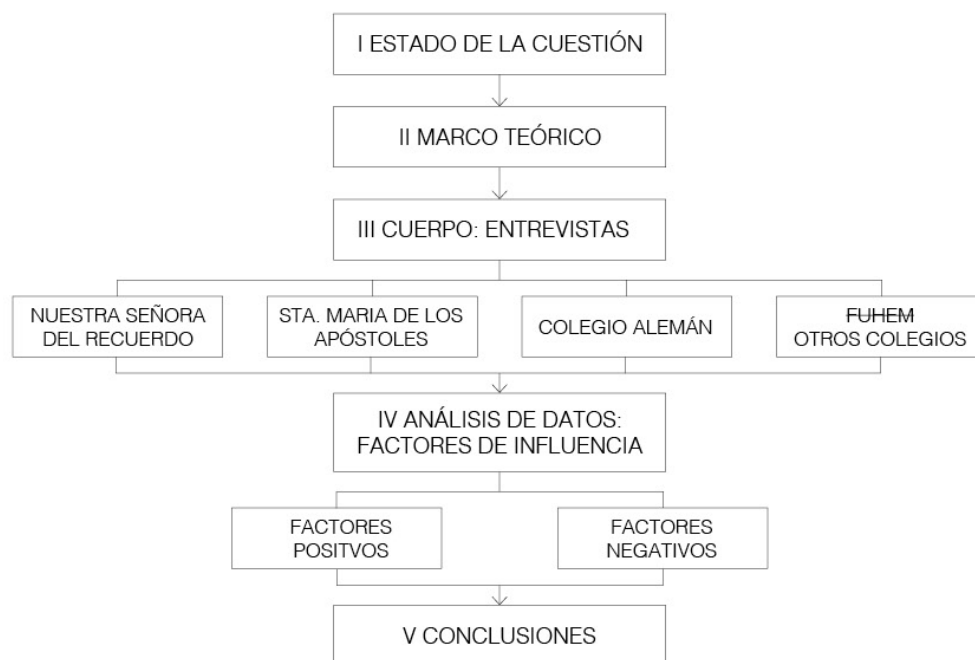 I ESTADO DE LA CUESTIÓN
II MARCO TEÓRICO
III CUERPO: ENTREVISTAS
NUESTRA SEÑORA
DEL RECUERDO
STA. MARIA DE LOS
APÓSTOLES
COLEGIO ALEMÁN
FUHEM
OTROS COLEGIOS
IV ANÁLISIS DE DATOS:
FACTORES DE INFLUENCIA
FACTORES
POSITVOS
FACTORES
NEGATIVOS
V CONCLUSIONES